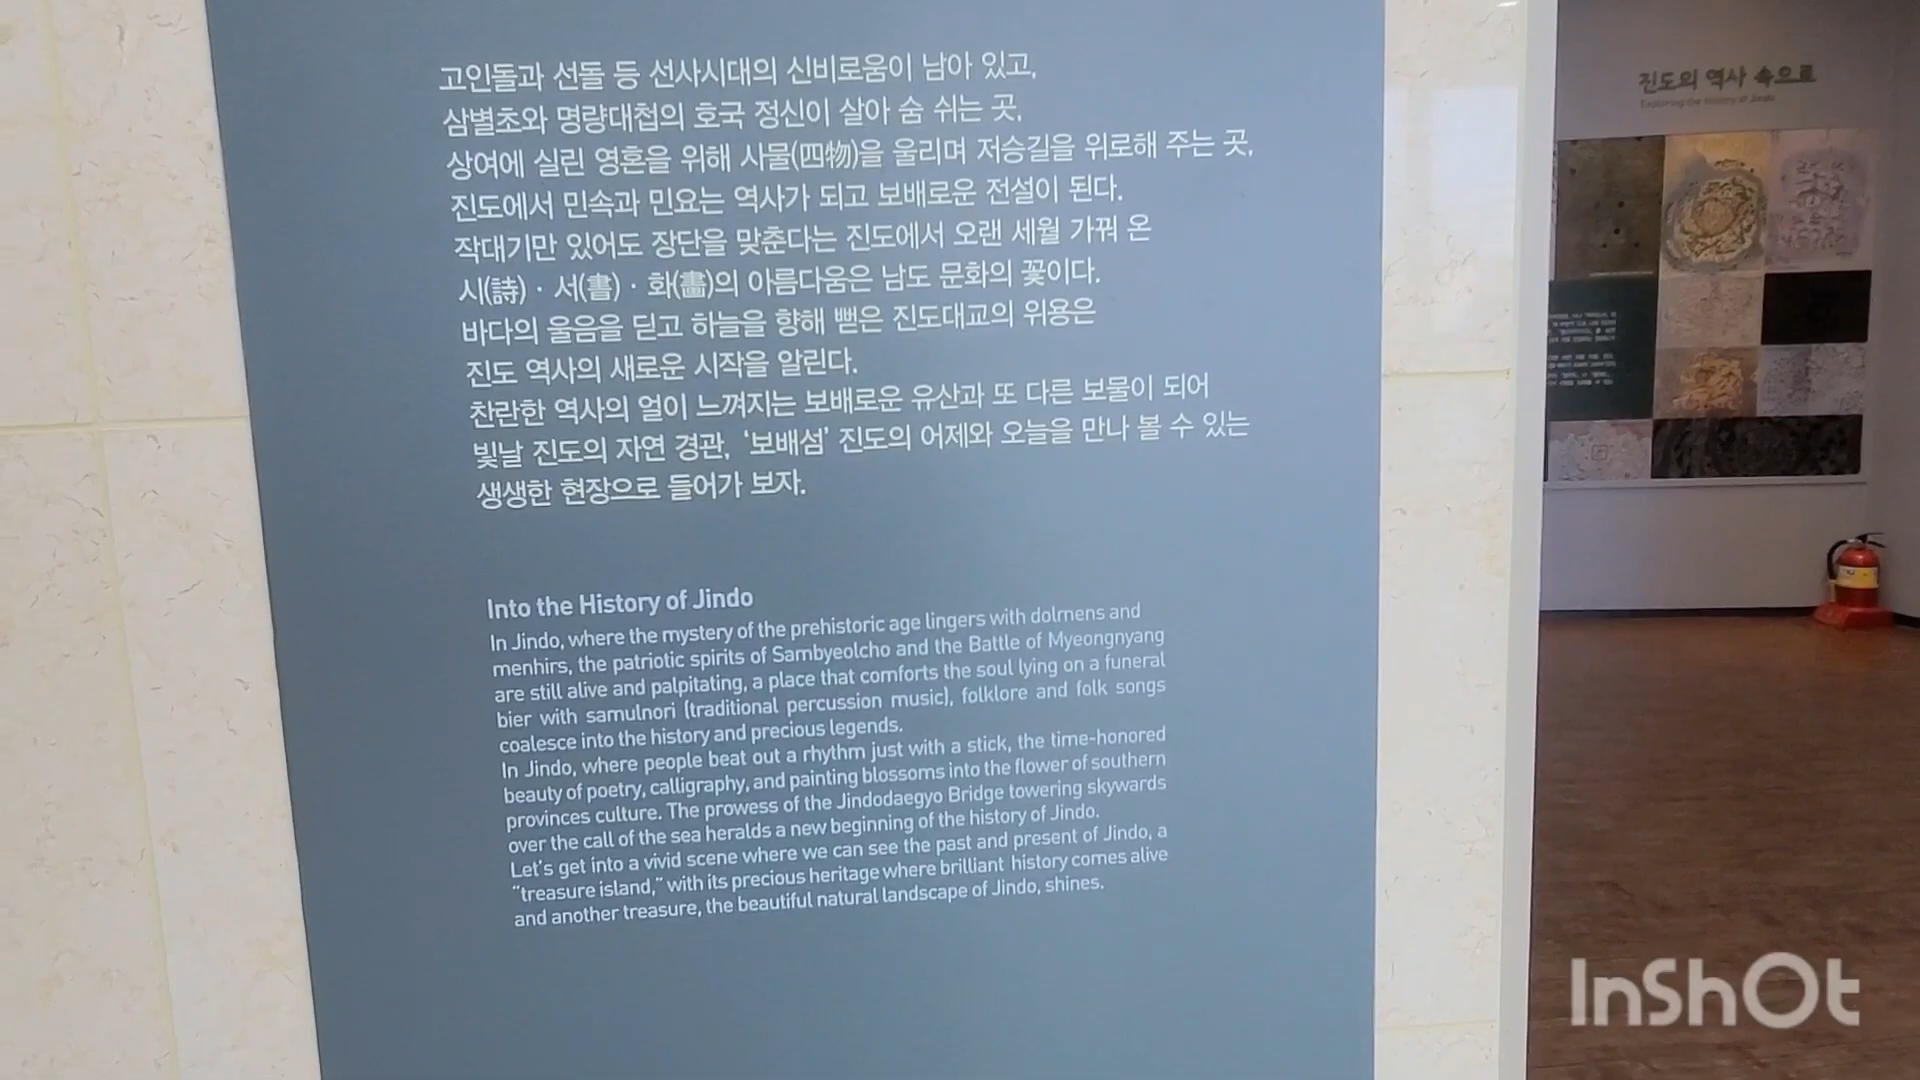 고인돌과 선돌 등 선사시대의 신비로움이 남아 있고,
삼별초와 명량대첩의 호국 정신이 살아 숨 쉬는 곳,
상여에 실린 영혼을 위해 사물(四物)을 울리며 저승길을 위로해 주는 곳,
진도에서 민속과 민요는 역사가 되고 보배로운 전설이 된다.
작대기만 있어도 장단을 맞춘다는 진도에서 오랜 세월 가꿔 온
시(詩) · 서(書) · 화(畵)의 아름다움은 남도 문화의 꽃이다.
바다의 울음을 딛고 하늘을 향해 뻗은 진도대교의 위용은
진도 역사의 새로운 시작을 알린다.
찬란한 역사의 얼이 느껴지는 보배로운 유산과 또 다른 보물이 되어
빛날 진도의 자연 경관, ‘보배섬’ 진도의 어제와 오늘을 만나 볼 수 있는
생생한 현장으로 들어가 보자.
Into the History of Jindo
In Jindo, where the mystery of the prehistoric age lingers with dolmens and
menhirs, the patriotic spirits of Sambyeolcho and the Battle of Myeongnyang
are still alive and palpitating, a place that comforts the soul lying on a funeral
bier with samulnori (traditional percussion music), folklore and folk songs
coalesce into the history and precious legends.
In Jindo, where people beat out a rhythm just with a stick, the time-honored
beauty of poetry, calligraphy, and painting blossoms into the flower of southern
provinces culture. The prowess of the Jindodaegyo Bridge towering skywards
over the call of the sea heralds a new beginning of the history of Jindo.
Let's get into a vivid scene where we can see the past and present of Jindo, a
“treasure island,” with its precious heritage where brilliant history comes alive
and another treasure, the beautiful natural landscape of Jindo, shines.
진도의 역사 속으로
Exploring the History of Jindo
InShOt